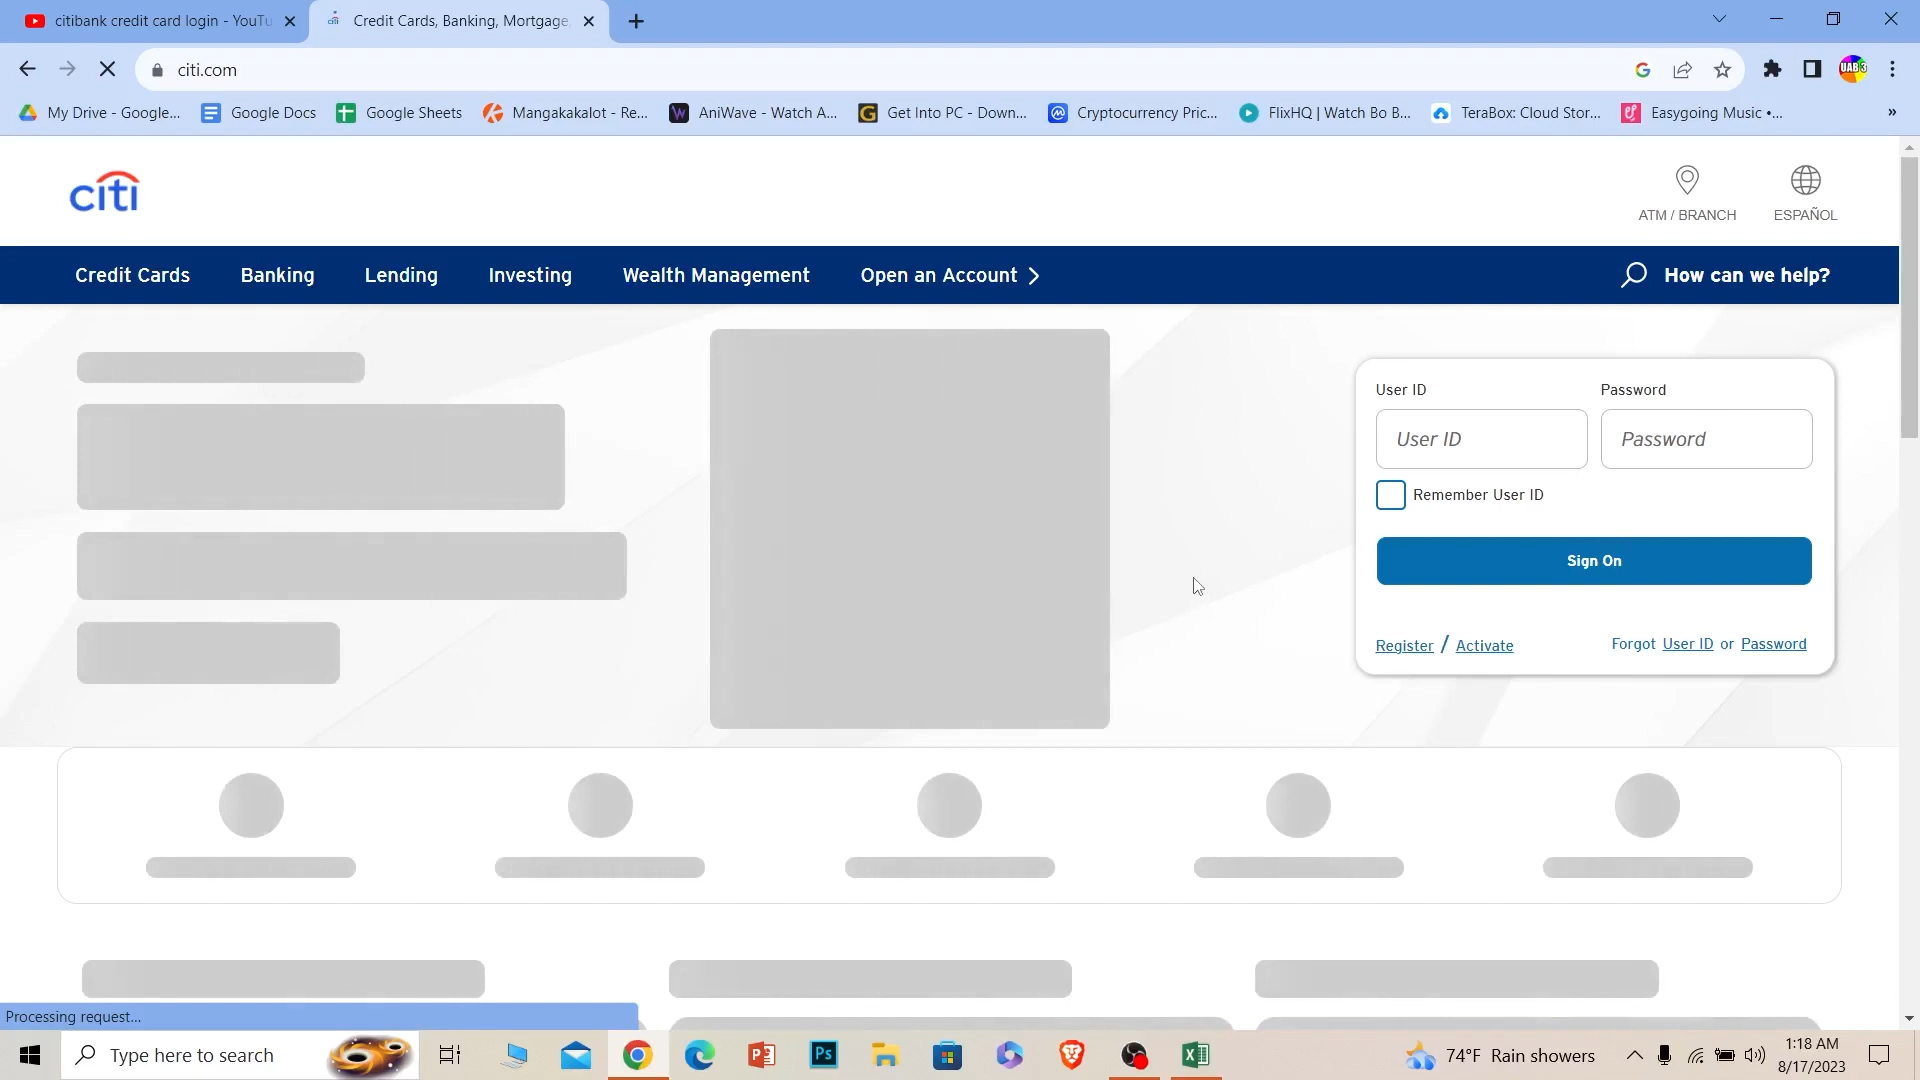 citibank credit card login - YouTu
Credit Cards, Banking, Mortgage,
citi.com
UAB 3
My Drive - Google...
Google Docs
Google Sheets
Mangakakalot - Re...
AniWave - Watch A...
Get Into PC - Down...
Cryptocurrency Pric...
FlixHQ | Watch Bo B...
TeraBox: Cloud Stor...
Easygoing Music •...
»
citi
ATM / BRANCH
ESPAÑOL
Credit Cards
Banking
Lending
Investing
Wealth Management
Open an Account
How can we help?
User ID
Password
User ID
Password
Remember User ID
Sign On
Register / Activate
Forgot User ID or Password
Processing request...
Type here to search
74°F Rain showers
1:18 AM
8/17/2023